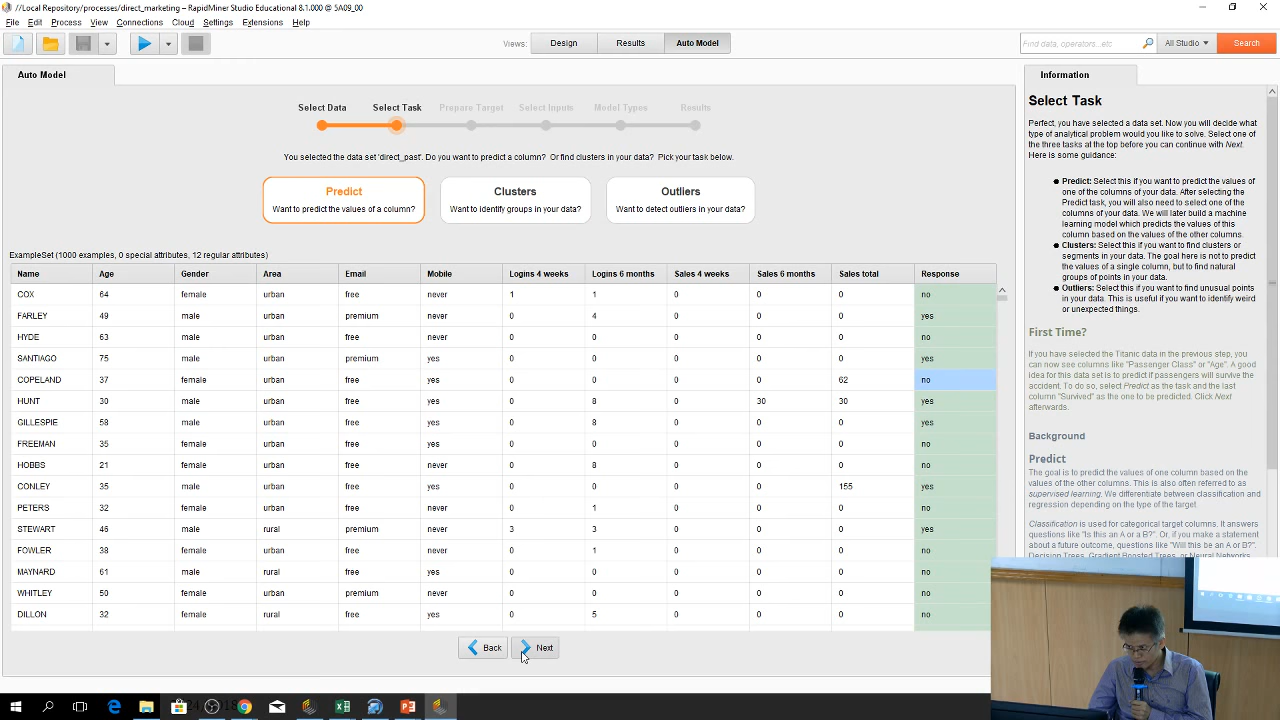 //Local Repository/processes/direct_marketing – RapidMiner Studio Educational 8.1.000 @ 5A09_00
File Edit Process View Connections Cloud Settings Extensions Help
Views: Design Results Auto Model
Find data, operators...etc All Studio Search
Auto Model
Select Data Select Task Prepare Target Select Inputs Model Types Results
You selected the data set 'direct_past'. Do you want to predict a column? Or find clusters in your data? Pick your task below.
Predict Clusters Outliers
Want to predict the values of a column? Want to identify groups in your data? Want to detect outliers in your data?
ExampleSet (1000 examples, 0 special attributes, 12 regular attributes)
Name Age Gender Area Email Mobile Logins 4 weeks Logins 6 months Sales 4 weeks Sales 6 months Sales total Response
COX 64 female urban free never 1 1 0 0 0 no
FARLEY 49 male urban premium never 0 4 0 0 0 yes
HYDE 63 male urban free never 0 0 0 0 0 no
SANTIAGO 75 male urban premium yes 0 0 0 0 0 yes
COPELAND 37 female urban free yes 0 0 0 0 62 no
HUNT 30 male urban free yes 0 8 0 30 30 yes
GILLESPIE 58 male urban free yes 0 8 0 0 0 yes
FREEMAN 35 female urban free yes 0 0 0 0 0 no
HOBBS 21 female urban free never 0 8 0 0 0 no
CONLEY 35 male urban free yes 0 0 0 0 155 yes
PETERS 32 female urban free never 0 1 0 0 0 no
STEWART 46 male rural premium never 3 3 0 0 0 yes
FOWLER 38 female urban free never 0 1 0 0 0 no
MAYNARD 61 male rural free yes 0 0 0 0 0 no
WHITLEY 50 female urban premium never 0 0 0 0 0 no
DILLON 32 female rural free yes 0 5 0 0 0 no
Back Next
Information
Select Task
Perfect, you have selected a data set. Now you will decide
what type of analytical problem would you like to solve. Select one of
the three tasks at the top before you can continue with Next.
Here is some guidance:
Predict: Select this if you want to predict the values of
one of the columns of your data. After selecting the
Predict task, you will also need to select one of the
columns of your data. We will later build a machine
learning model which predicts the values of this
column based on the values of the other columns.
Clusters: Select this if you want to find clusters or
segments in your data. The goal here is not to predict
the values of a single column, but to find natural
groups of points in your data.
Outliers: Select this if you want to find unusual points
in your data. This is useful if you want to identify weird
or unexpected things.
First Time?
If you have selected the Titanic data in the previous step, you
can now see columns like "Passenger Class" or "Age". A good
idea for this data set is to predict if passengers will survive the
accident. To do so, select Predict as the task and the last
column "Survived" as the one to be predicted. Click Next
afterwards.
Background
Predict
The goal is to predict the values of one column based on the
values of the other columns. This is also often referred to as
supervised learning. We differentiate between classification and
regression depending on the type of the target.
Classification is used for categorical target columns. It answers
questions like "Is this an A or a B?". Or, if you make a statement
about a future outcome, questions like "Will this be an A or B?".
Decision Trees, Gradient Boosted Trees, or Neural Networks